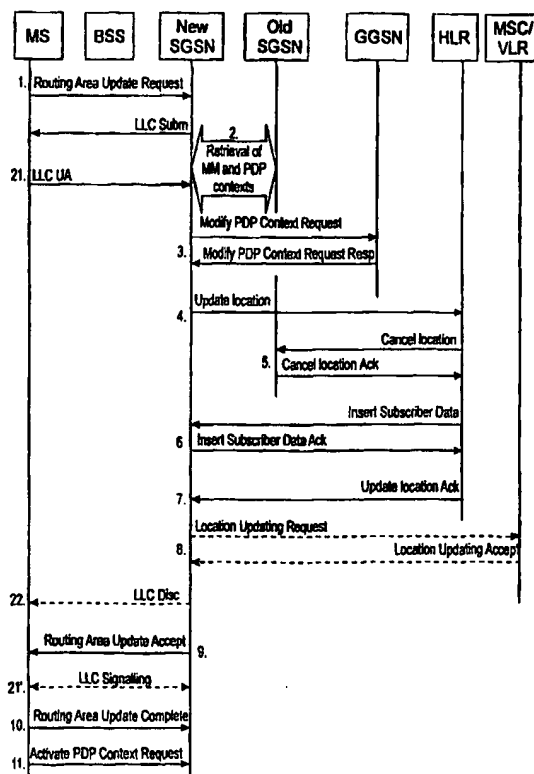 MS
BSS
New
SGSN
Old
SGSN
GGSN
HLR
MSC/
VLR
1. Routing Area Update Request
LLC Subm
2.
Retrieval of
MM and PDP
contexts
21. LLC UA
Modify PDP Context Request
3. Modify PDP Context Request Resp
4. Update location
Cancel location
5. Cancel location Ack
Insert Subscriber Data
6 Insert Subscriber Data Ack
7. Update location Ack
Location Updating Request
8. Location Updating Accept
22. LLC Disc
Routing Area Update Accept 9.
21'. LLC Signalling
10. Routing Area Update Complete
11. Activate PDP Context Request